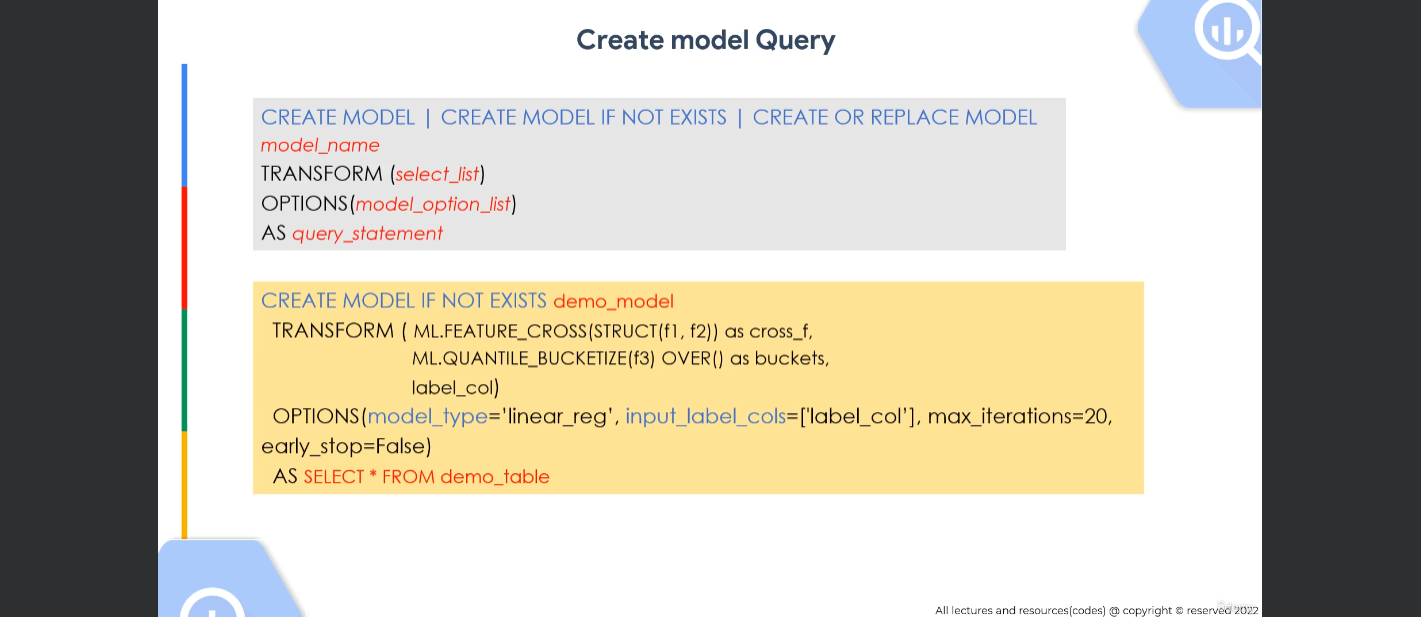 Create model Query
CREATE MODEL | CREATE MODEL IF NOT EXISTS | CREATE OR REPLACE MODEL
model_name
TRANSFORM (select_list)
OPTIONS(model_option_list)
AS query_statement
CREATE MODEL IF NOT EXISTS demo_model
TRANSFORM ( ML.FEATURE_CROSS(STRUCT(f1, f2)) as cross_f,
ML.QUANTILE_BUCKETIZE(f3) OVER() as buckets,
label_col)
OPTIONS(model_type='linear_reg', input_label_cols=['label_col'], max_iterations=20,
early_stop=False)
AS SELECT * FROM demo_table
All lectures and resources(codes) @ copyright © reserved 2022